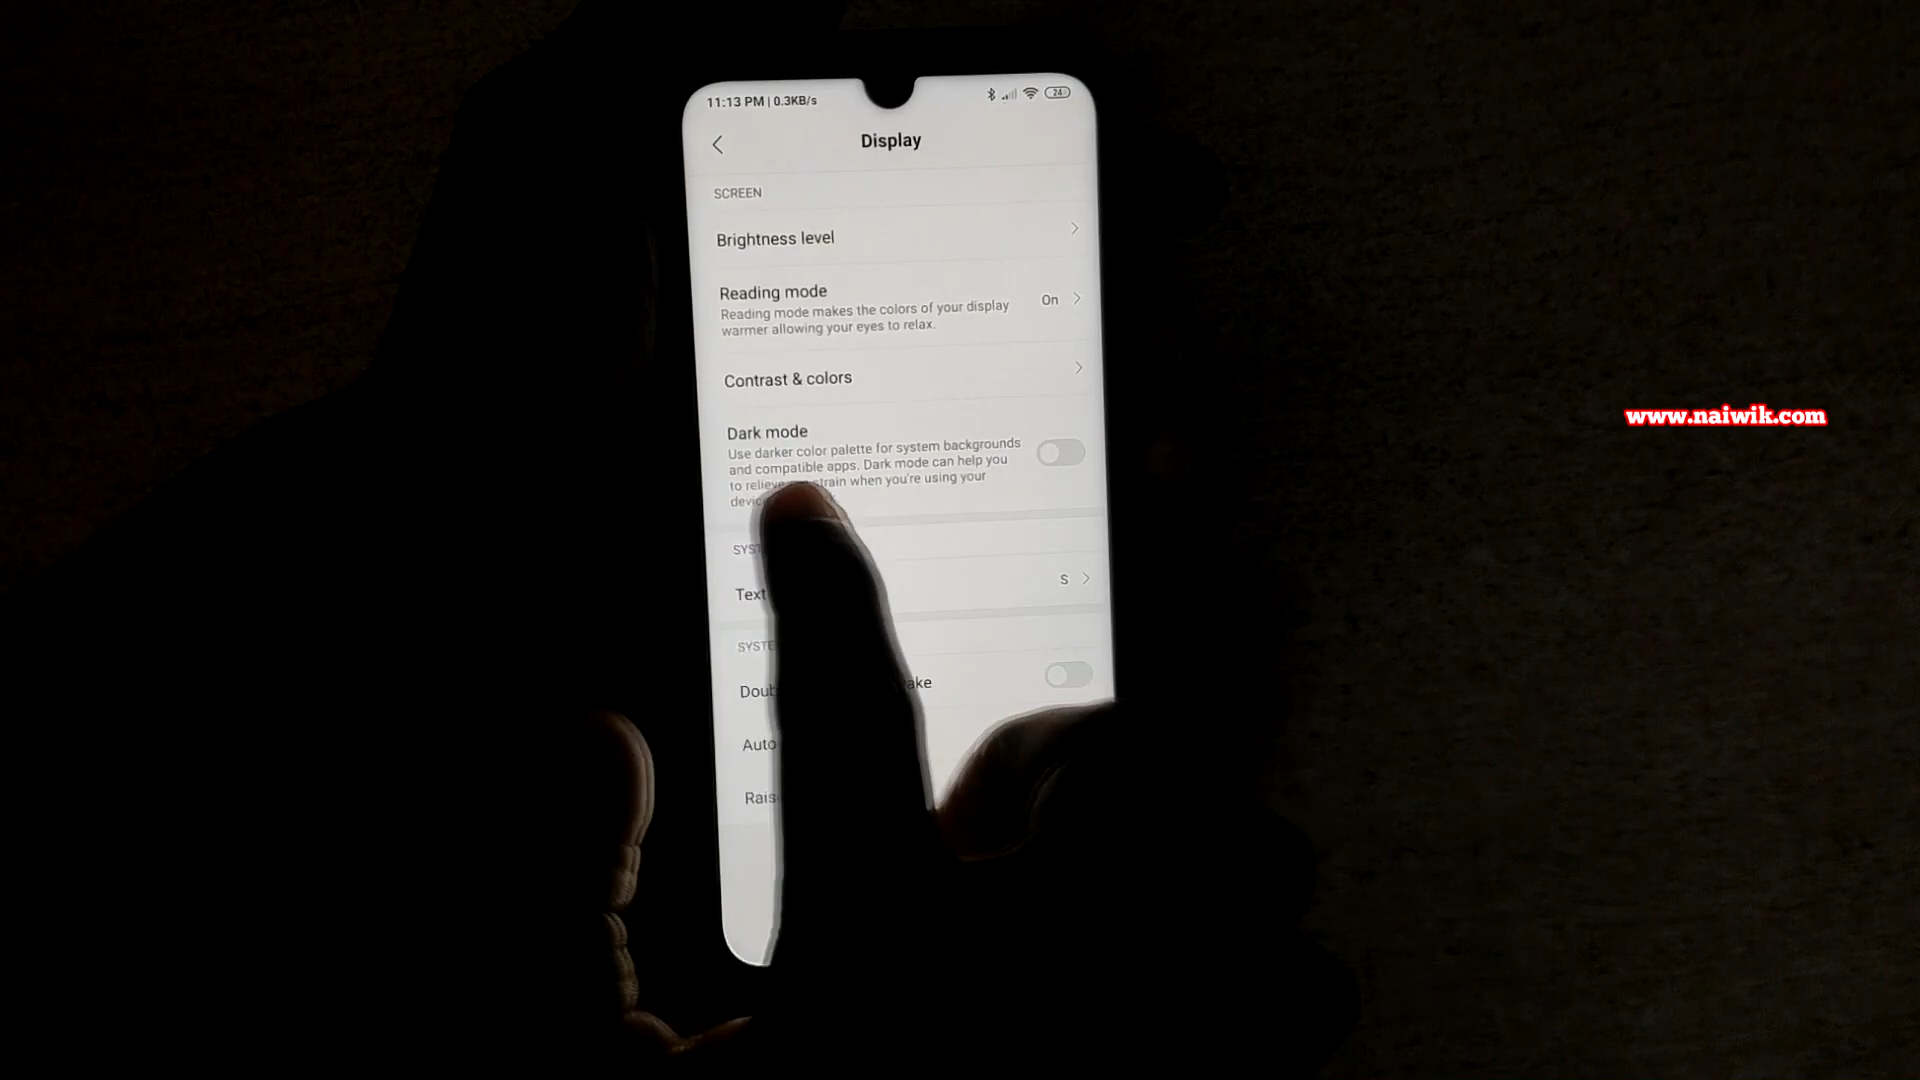 11:13 PM | 0.3KB/s
24
Display
SCREEN
Brightness level
Reading mode
Reading mode makes the colors of your display
warmer allowing your eyes to relax.
On
Contrast & colors
Dark mode
Use darker color palette for system backgrounds
and compatible apps. Dark mode can help you
to relieve strain when you're using your
devic
SYST
Text
S
SYSTE
Doub ake
Auto
Rais
www.naiwik.com